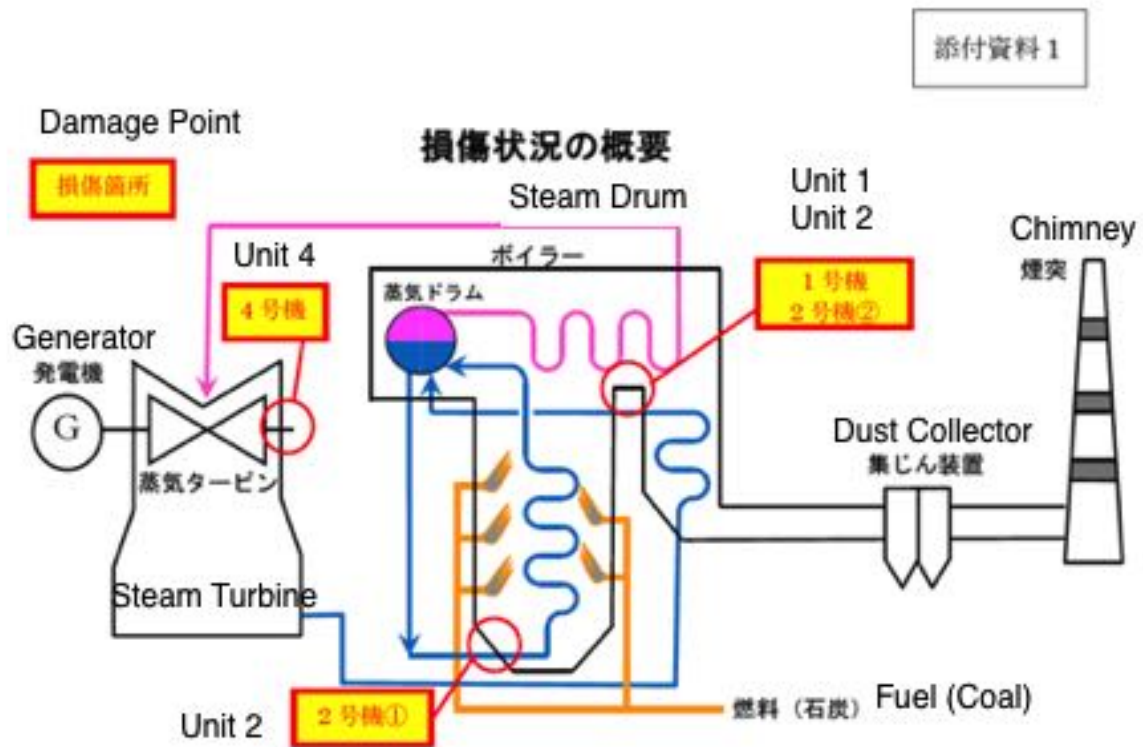 添付資料 1
Damage Point
損傷箇所
損傷状況の概要
Steam Drum
Unit 1
Unit 2
1 号機
2 号機②
Chimney
煙突
Unit 4
4 号機
ボイラー
蒸気ドラム
Generator
発電機
G
蒸気タービン
Steam Turbine
Dust Collector
集じん装置
Unit 2
2 号機①
燃料（石炭）
Fuel (Coal)